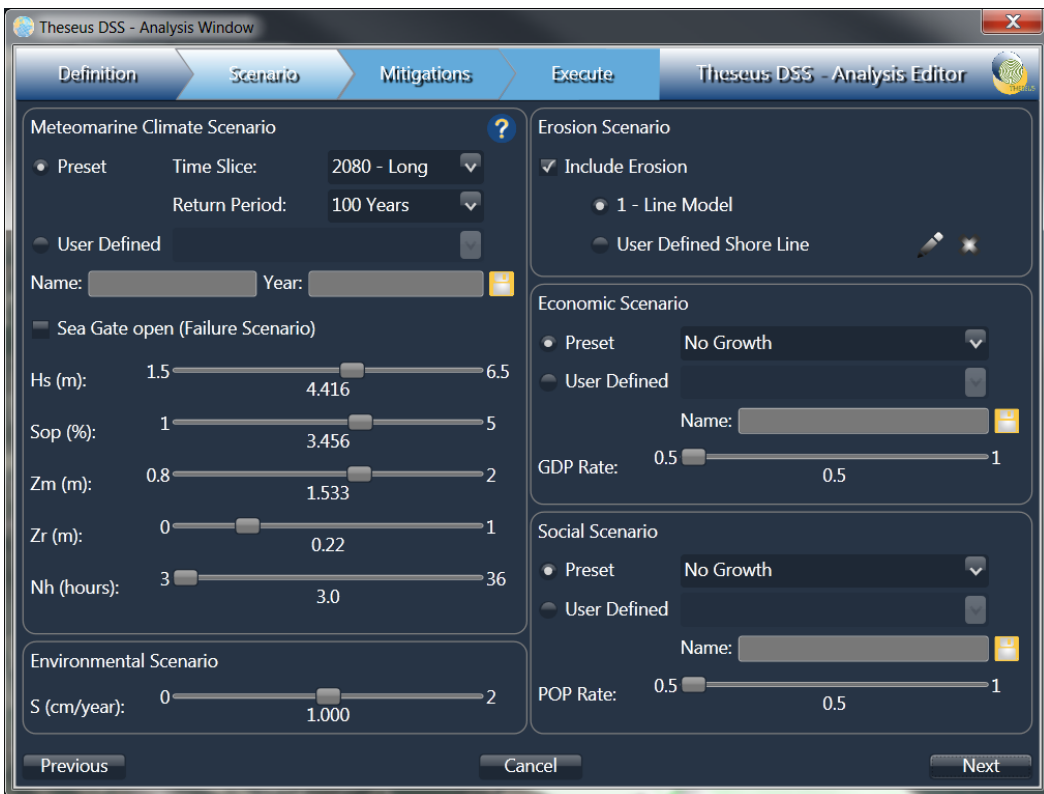 Theseus DSS - Analysis Window
X
Definition
Scenario
Mitigations
Execute
Theseus DSS - Analysis Editor
THESEUS
Meteomarine Climate Scenario
?
Preset
Time Slice:
2080 - Long
Return Period:
100 Years
User Defined
Name:
Year:
Sea Gate open (Failure Scenario)
Hs (m):
1.5
6.5
4.416
Sop (%):
1
5
3.456
Zm (m):
0.8
2
1.533
Zr (m):
0
1
0.22
Nh (hours):
3
36
3.0
Environmental Scenario
S (cm/year):
0
2
1.000
Erosion Scenario
Include Erosion
1 - Line Model
User Defined Shore Line
Economic Scenario
Preset
No Growth
User Defined
Name:
GDP Rate:
0.5
1
0.5
Social Scenario
Preset
No Growth
User Defined
Name:
POP Rate:
0.5
1
0.5
Previous
Cancel
Next